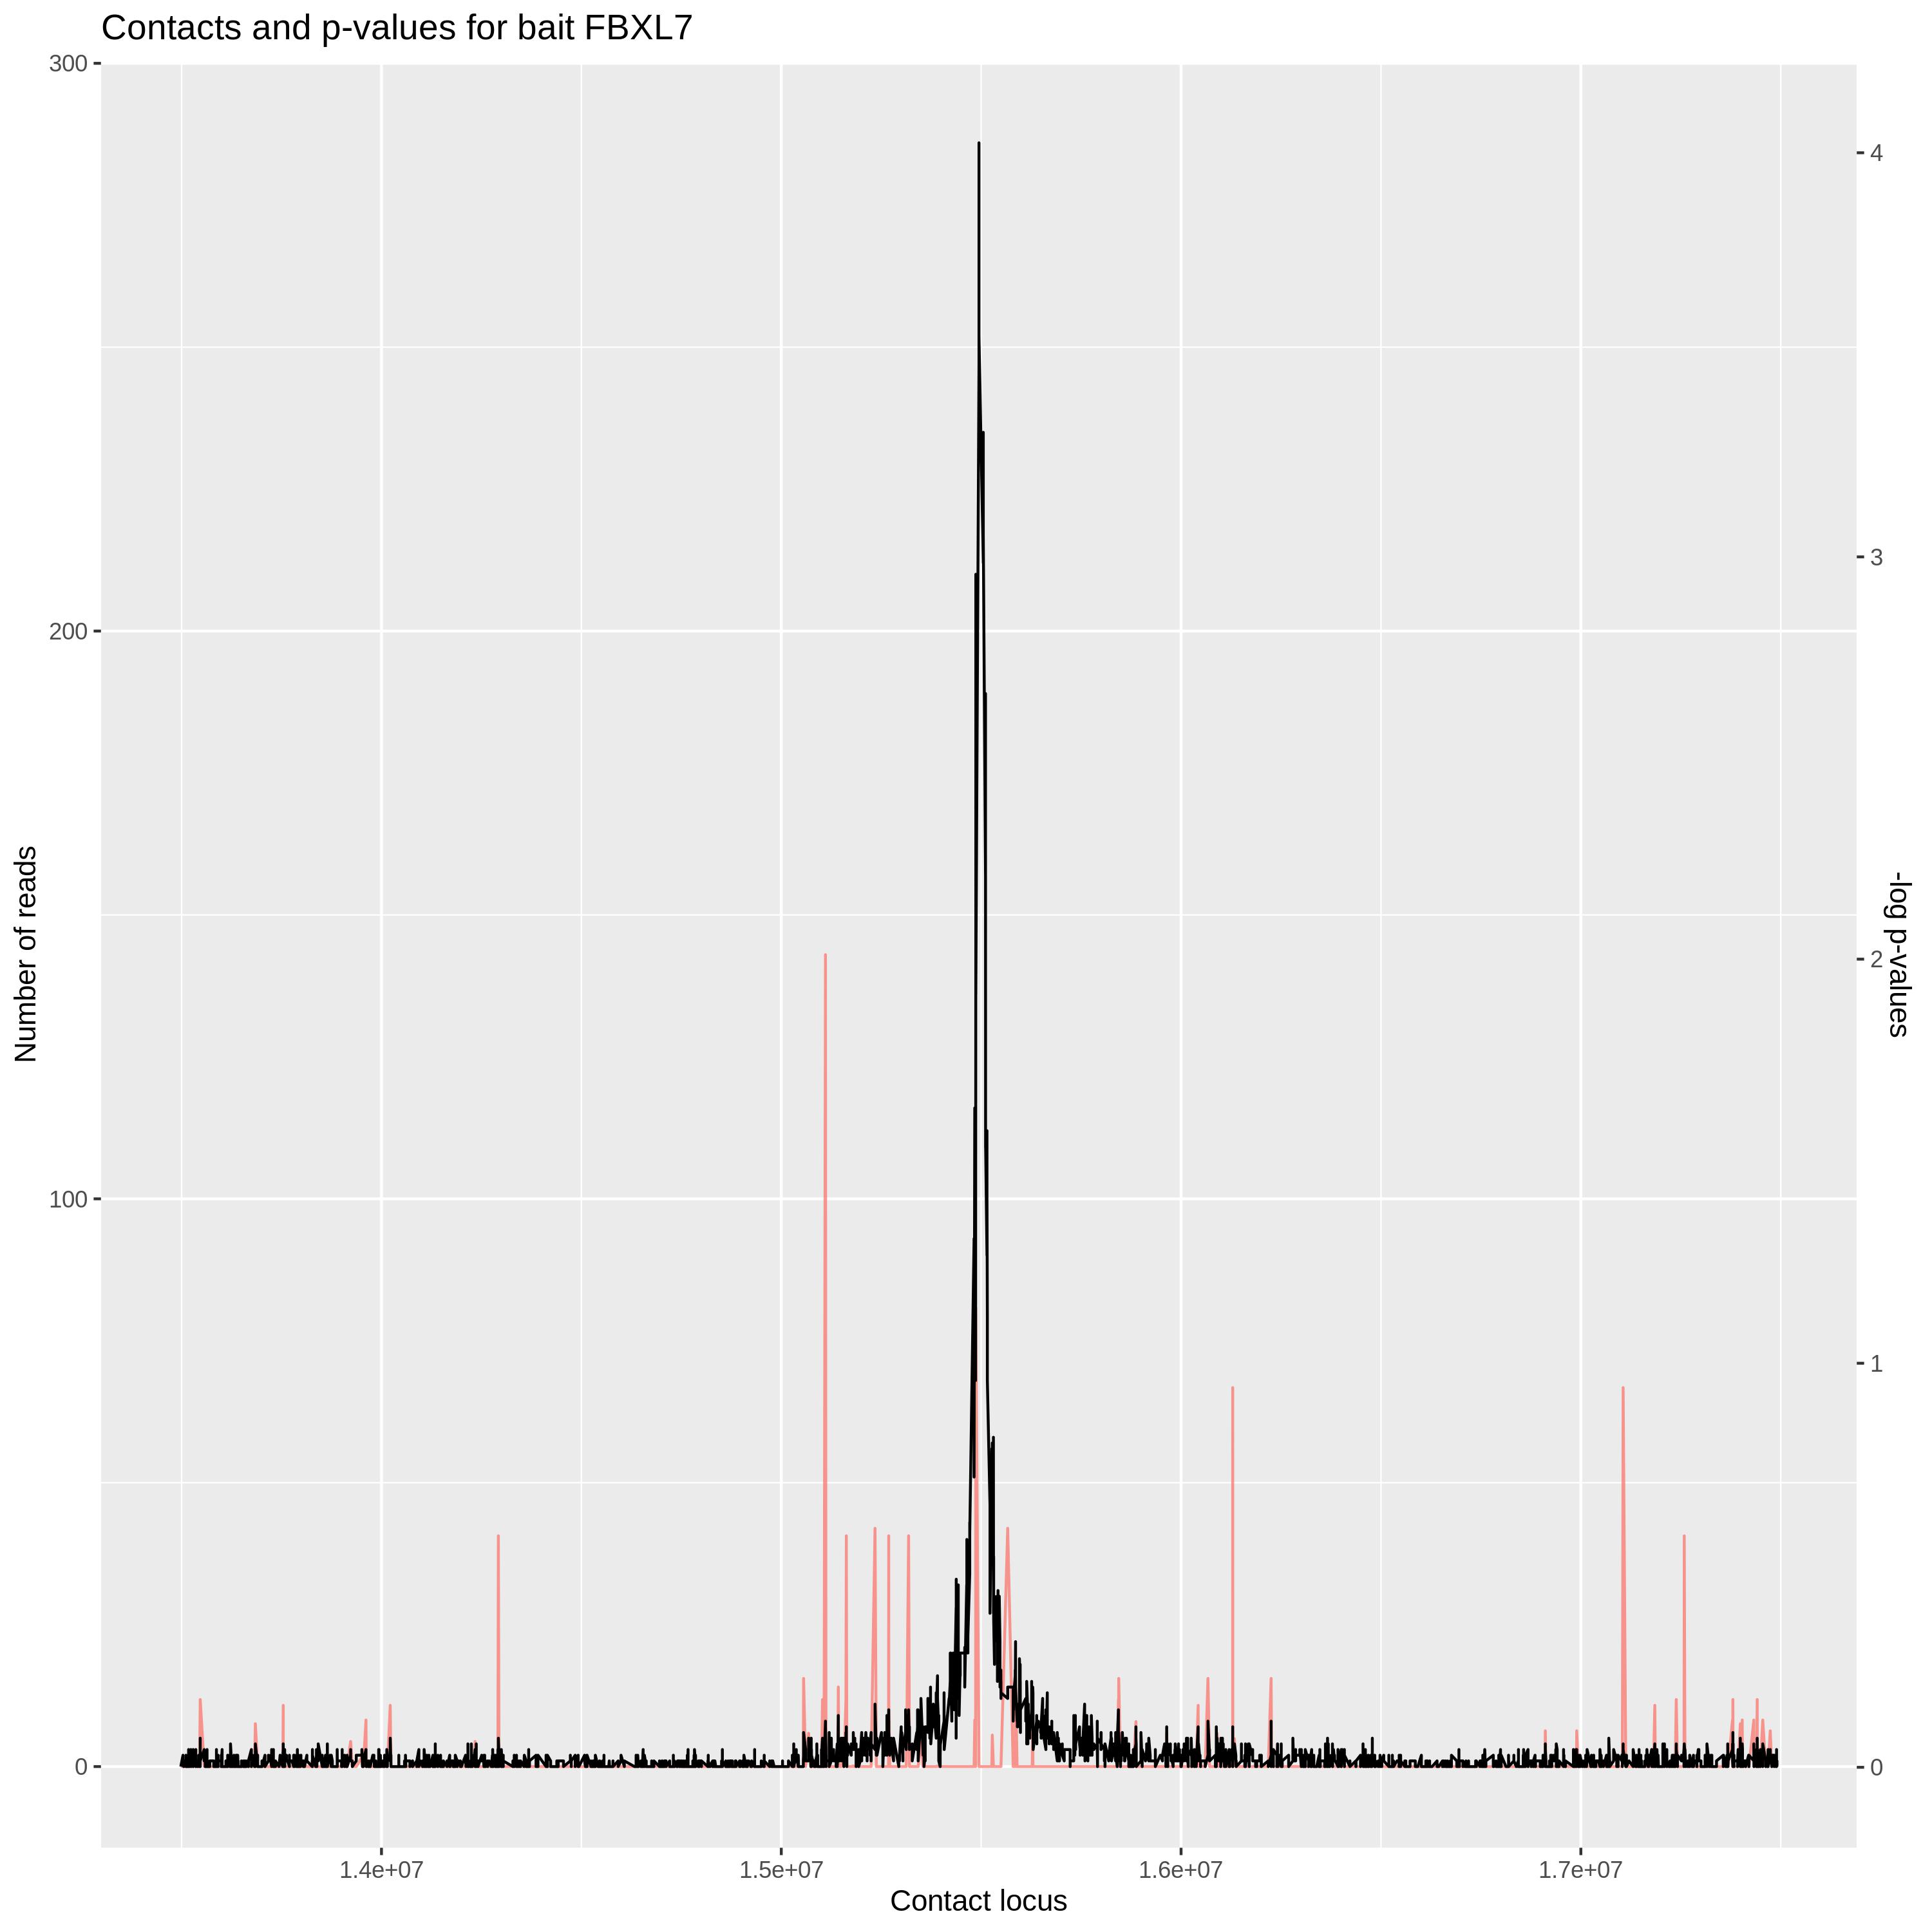 Contacts and p-values for bait FBXL7
300
200
100
0
Number of reads
4
3
2
1
0
-log p-values
1.4e+07
1.5e+07
1.6e+07
1.7e+07
Contact locus